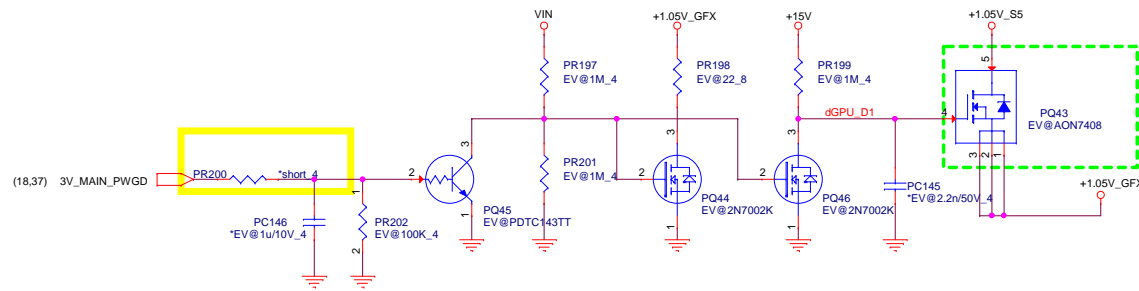 VIN
+1.05V_GFX
+15V
+1.05V_S5
PR197
EV@1M_4
PR198
EV@22_8
PR199
EV@1M_4
5
dGPU_D1
4
PQ43
EV@AON7408
3
2
1
+1.05V_GFX
(18,37)
3V_MAIN_PWGD
PR200
*short_4
2
3
1
PQ45
EV@PDTC143TT
PR201
EV@1M_4
2
3
1
PQ44
EV@2N7002K
2
3
1
PQ46
EV@2N7002K
PC145
*EV@2.2n/50V_4
PC146
*EV@1u/10V_4
1
PR202
EV@100K_4
2